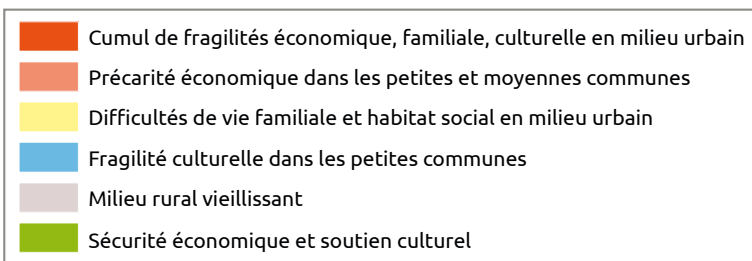 Cumul de fragilités économique, familiale, culturelle en milieu urbain
Précarité économique dans les petites et moyennes communes
Difficultés de vie familiale et habitat social en milieu urbain
Fragilité culturelle dans les petites communes
Milieu rural vieillissant
Sécurité économique et soutien culturel